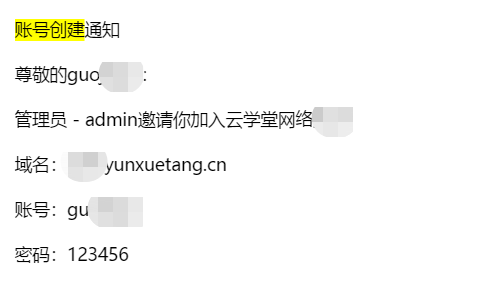 账号创建通知
尊敬的guo:
管理员 - admin邀请你加入云学堂网络
域名：yunxuetang.cn
账号：gu
密码：123456